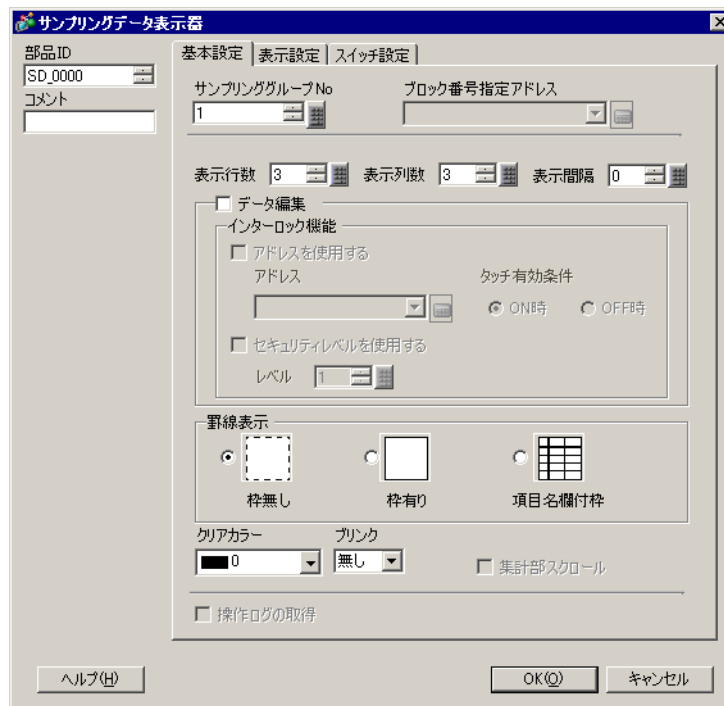 サンプリングデータ表示器
部品ID
SD_0000
コメント
基本設定 表示設定 スイッチ設定
サンプリンググループNo ブロック番号指定アドレス
1
表示行数 3 表示列数 3 表示間隔 0
データ編集
インターロック機能
アドレスを使用する
アドレス タッチ有効条件
ON時 OFF時
セキュリティレベルを使用する
レベル 1
罫線表示
枠無し 枠有り 項目名欄付枠
クリアカラー ブリンク
0 無し 集計部スクロール
操作ログの取得
ヘルプ(H) OK(O) キャンセル